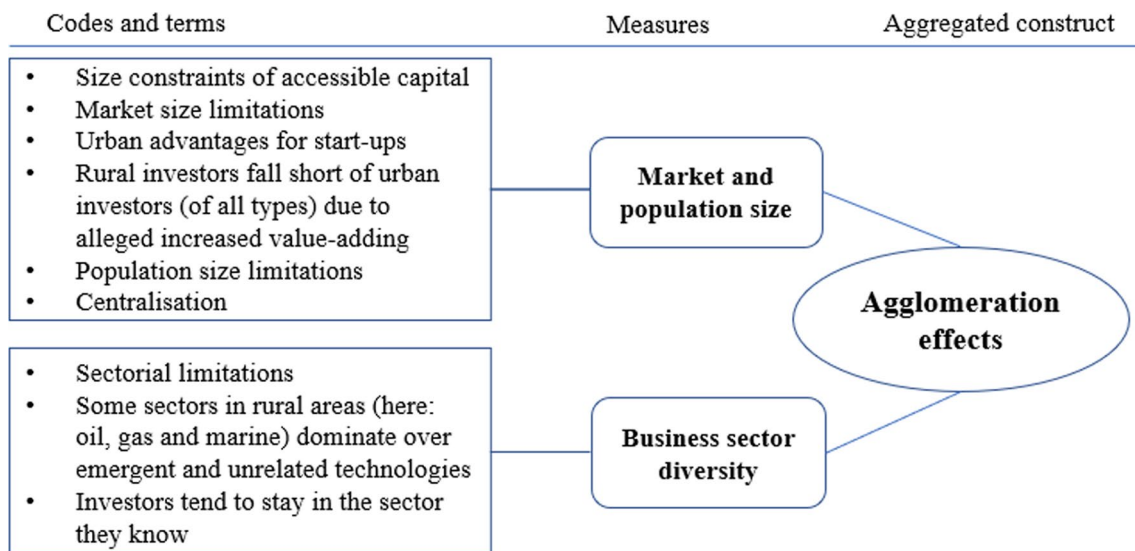 Codes and terms
Measures
Aggregated construct
• Size constraints of accessible capital
• Market size limitations
• Urban advantages for start-ups
• Rural investors fall short of urban
investors (of all types) due to
alleged increased value-adding
• Population size limitations
• Centralisation
Market and
population size
Agglomeration
effects
• Sectorial limitations
• Some sectors in rural areas (here:
oil, gas and marine) dominate over
emergent and unrelated technologies
• Investors tend to stay in the sector
they know
Business sector
diversity